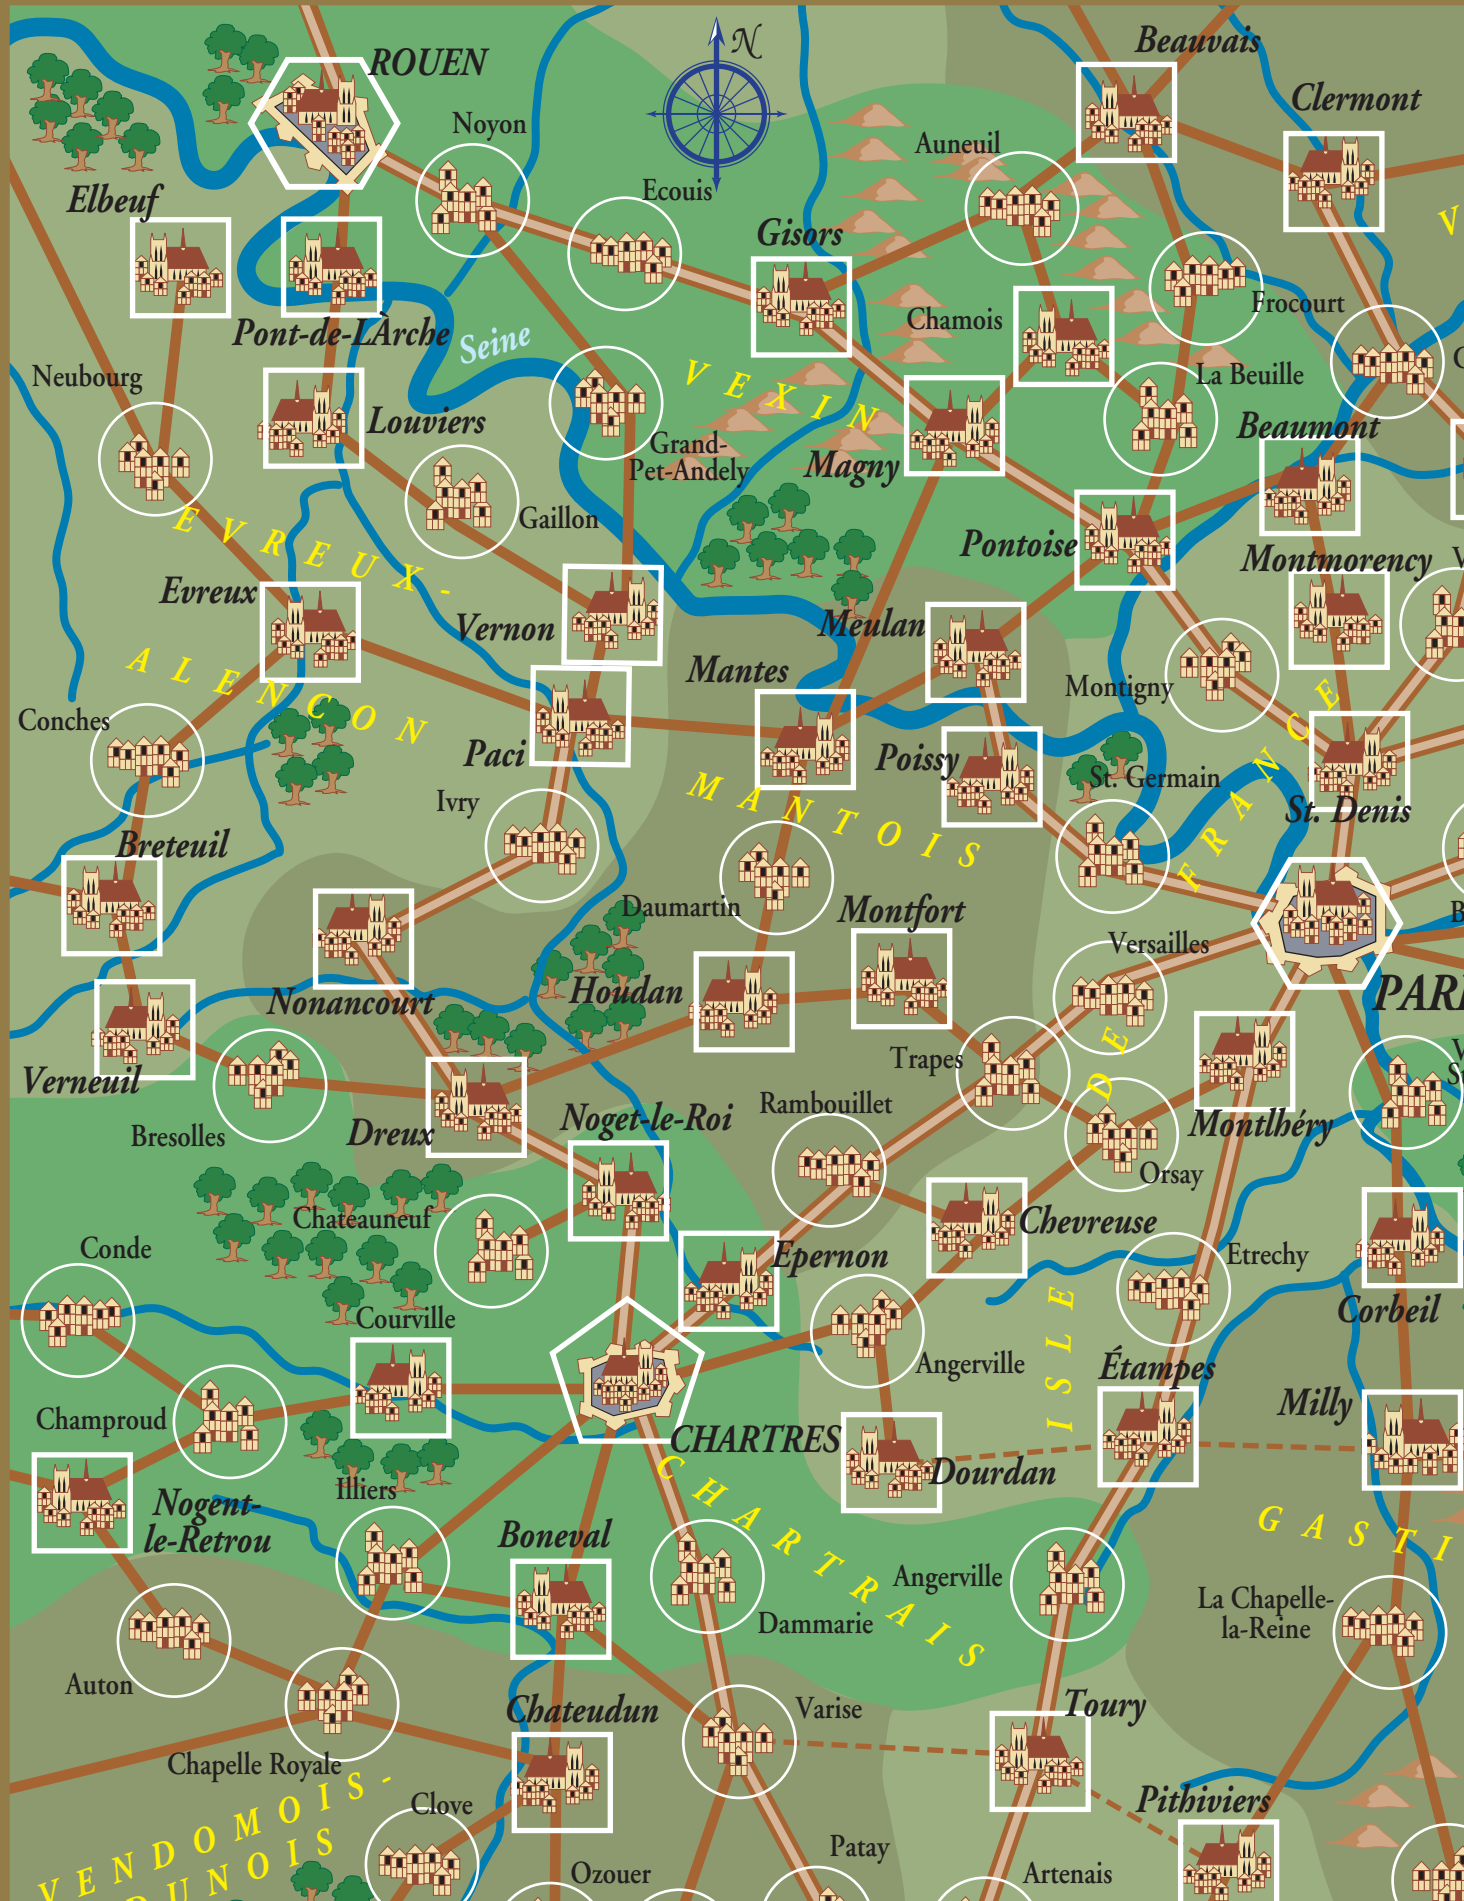 ROUEN
N
Beauvais
Clermont
Noyon
Auneuil
Elbeuf
Ecouis
Gisors
V
Pont-de-L'Arche
Seine
Chamois
Frocourt
Neubourg
VEXIN
La Beuille
Louviers
Grand-
Pet-Andely
Magny
Beaumont
Gaillon
EVREUX-
Pontoise
Montmorency
Evreux
Vernon
Meulan
ALENCON
Mantes
Montigny
Conches
Paci
Poissy
St. Germain
FRANCE
Ivry
MANTOIS
St. Denis
Breteuil
Daumartin
Montfort
Versailles
Nonancourt
Houdan
PARI
Verneuil
Trapes
DE
Bresolles
Dreux
Noget-le-Roi
Rambouillet
Montlhéry
Orsay
Chateauneuf
Chevreuse
Conde
Epernon
Etrechy
Courville
ISLE
Corbeil
Angerville
Étampes
Champroud
CHARTRES
Milly
Dourdan
Illiers
CHARTRAIS
Nogent-
le-Retrou
Boneval
GASTI
Angerville
La Chapelle-
la-Reine
Dammarie
Auton
Chateudun
Varise
Toury
Chapelle Royale
VENDOMOIS-
DUNOIS
Clove
Pithiviers
Patay
Ozouer
Artenais